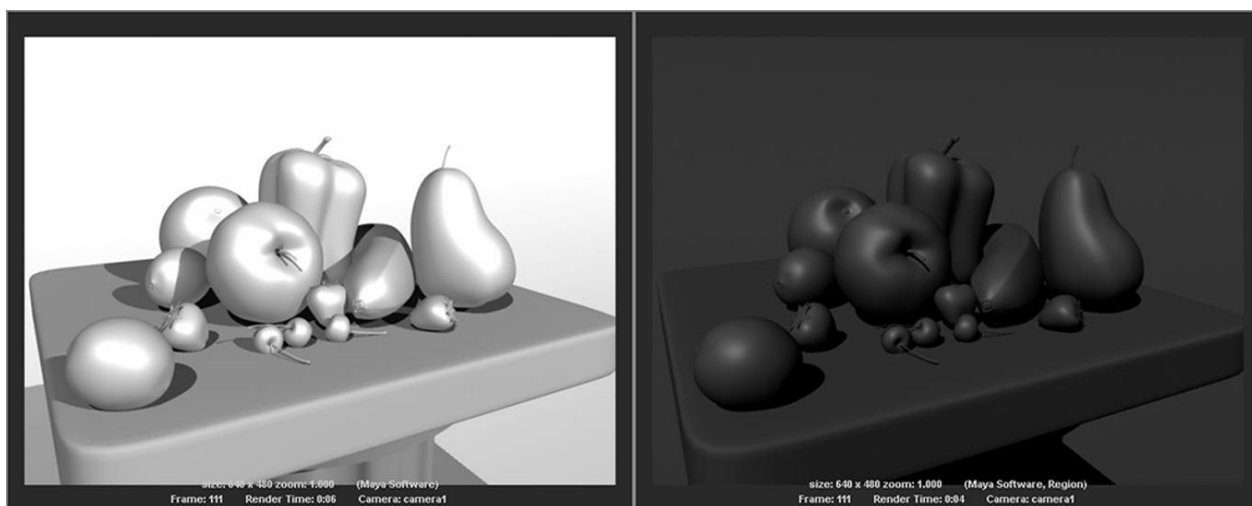 size: 640 x 480 zoom: 1.000 (Maya Software)
Frame: 111 Render Time: 0:06 Camera: camera1
size: 640 x 480 zoom: 1.000 (Maya Software, Region)
Frame: 111 Render Time: 0:04 Camera: camera1